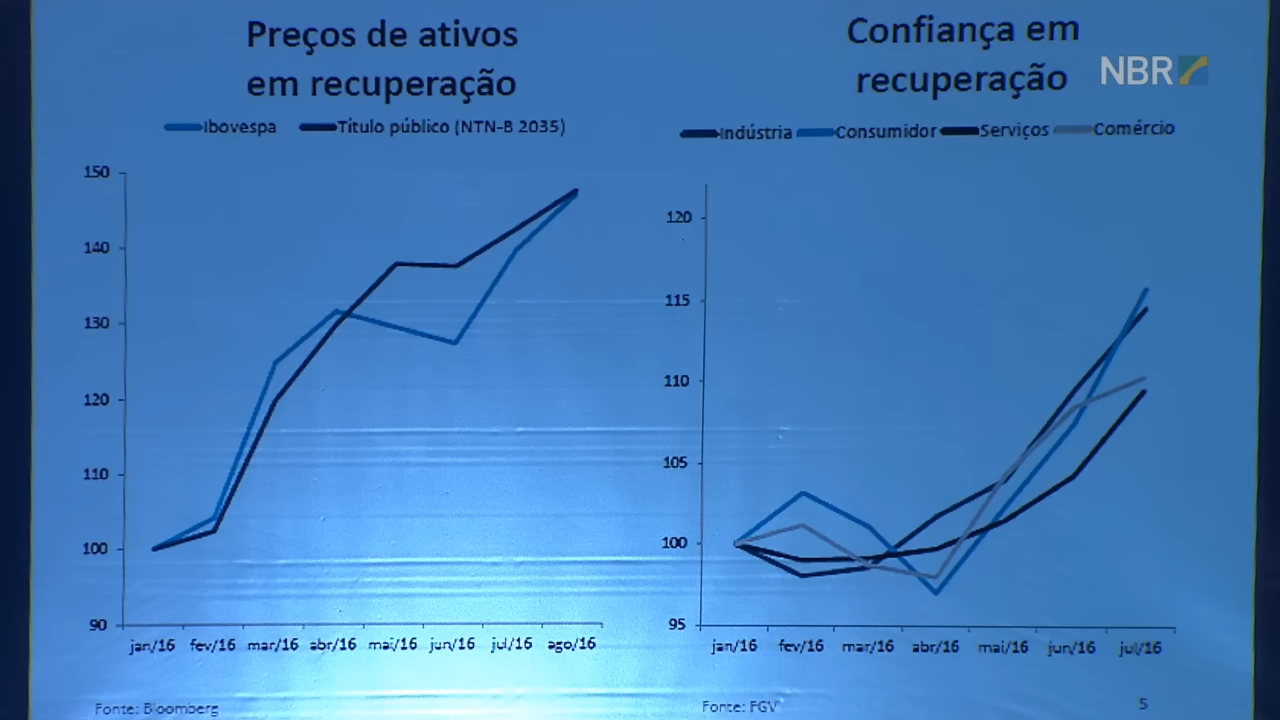 Preços de ativos
em recuperação
Ibovespa Título público (NTN-B 2035)
150
140
130
120
110
100
90
jan/16 fev/16 mar/16 abr/16 mai/16 jun/16 jul/16 ago/16
Fonte: Bloomberg
Confiança em
recuperação
NBR
Indústria Consumidor Serviços Comércio
120
115
110
105
100
95
jan/16 fev/16 mar/16 abr/16 mai/16 jun/16 jul/16
Fonte: FGV
5